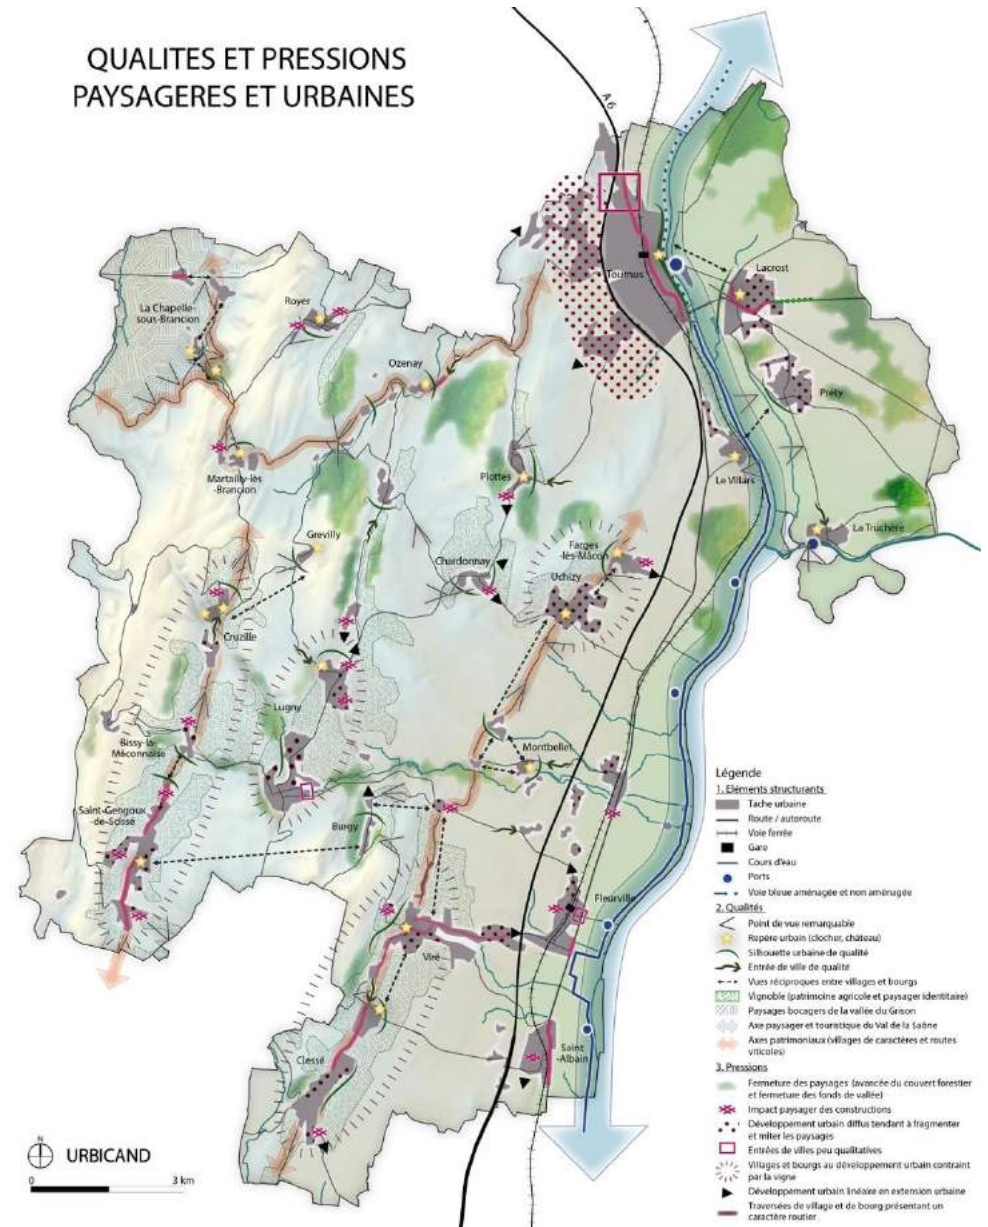 QUALITES ET PRESSIONS
PAYSAGERES ET URBAINES
A6
Tournus
Lacrost
La Chapelle-
sous-Brancion
Royer
Ozenay
Préty
Martailly-lès
-Brancion
Plottes
Le Villars
Grevilly
La Truchère
Farges
-lès-Mâcon
Chardonnay
Uchizy
Cruzille
Lugny
Bissy-la-
Mâconnaise
Montbellet
Saint-Gengoux
-de-Scissé
Burgy
Fleurville
Viré
Saint
-Albain
Clessé
N
URBICAND
0
3 km
Légende
1. Eléments structurants
Tache urbaine
Route / autoroute
Voie ferrée
Gare
Cours d'eau
Ports
Voie bleue aménagée et non aménagée
2. Qualités
Point de vue remarquable
Repère urbain (clocher, château)
Silhouette urbaine de qualité
Entrée de ville de qualité
Vues réciproques entre villages et bourgs
Vignoble (patrimoine agricole et paysager identitaire)
Paysages bocagers de la vallée du Grison
Axe paysager et touristique du Val de la Saône
Axes patrimoniaux (villages de caractères et routes
viticoles)
3. Pressions
Fermeture des paysages (avancée du couvert forestier
et fermeture des fonds de vallée)
Impact paysager des constructions
Développement urbain diffus tendant à fragmenter
et miter les paysages
Entrées de villes peu qualitatives
Villages et bourgs au développement urbain contraint
par la vigne
Développement urbain linéaire en extension urbaine
Traversées de village et de bourg présentant un
caractère routier